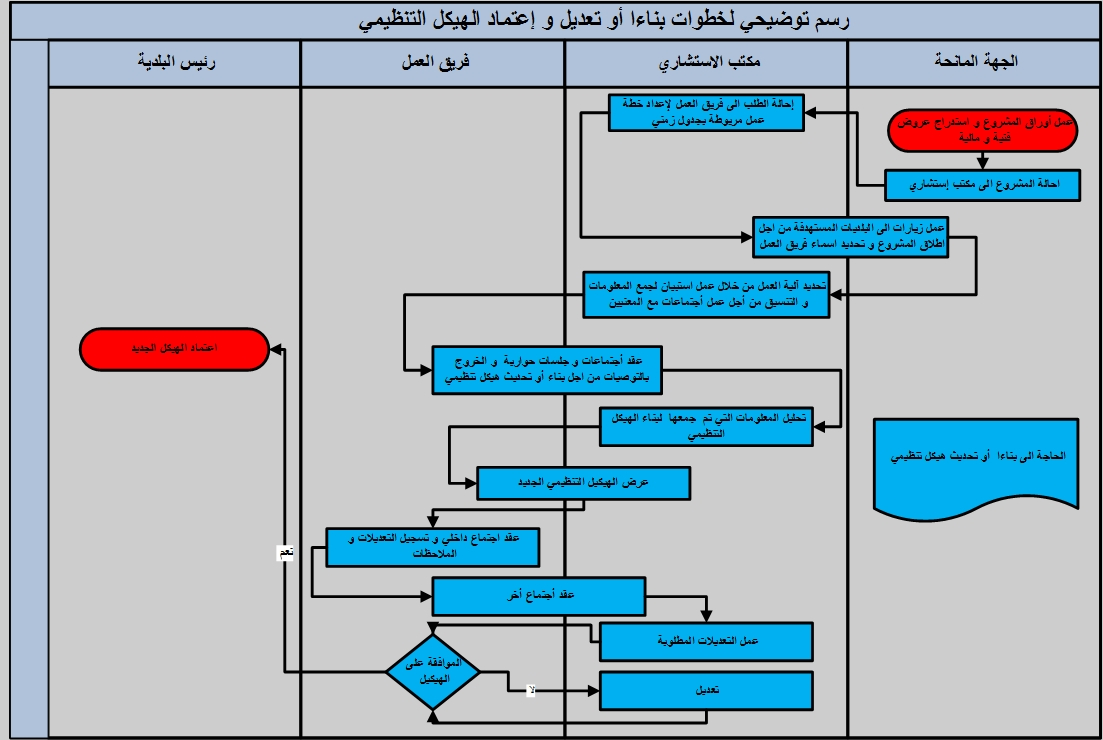 رسم توضيحي لخطوات بناءا أو تعديل و إعتماد الهيكل التنظيمي
الجهة المانحة
مكتب الاستشاري
فريق العمل
رئيس البلدية
عمل أوراق المشروع و استدراج عروض
فنية و مالية
احالة المشروع الى مكتب إستشاري
إحالة الطلب الى فريق العمل لإعداد خطة
عمل مربوطة بجدول زمني
عمل زيارات الى البلديات المستهدفة من اجل
اطلاق المشروع و تحديد اسماء فريق العمل
تحديد آلية العمل من خلال عمل استبيان لجمع المعلومات
و التنسيق من أجل عمل أجتماعات مع المعنيين
عقد أجتماعات و جلسات حوارية و الخروج
بالتوصيات من اجل بناء أو تحديث هيكل تنظيمي
تحليل المعلومات التي تم جمعها لبناء الهيكل
التنظيمي
عرض الهيكيل التنظيمي الجديد
عقد اجتماع داخلي و تسجيل التعديلات و
الملاحظات
عقد أجتماع أخر
عمل التعديلات المطلوبة
الموافقة على
الهيكيل
لا
تعديل
نعم
اعتماد الهيكل الجديد
الحاجة الى بناءا أو تحديث هيكل تنظيمي